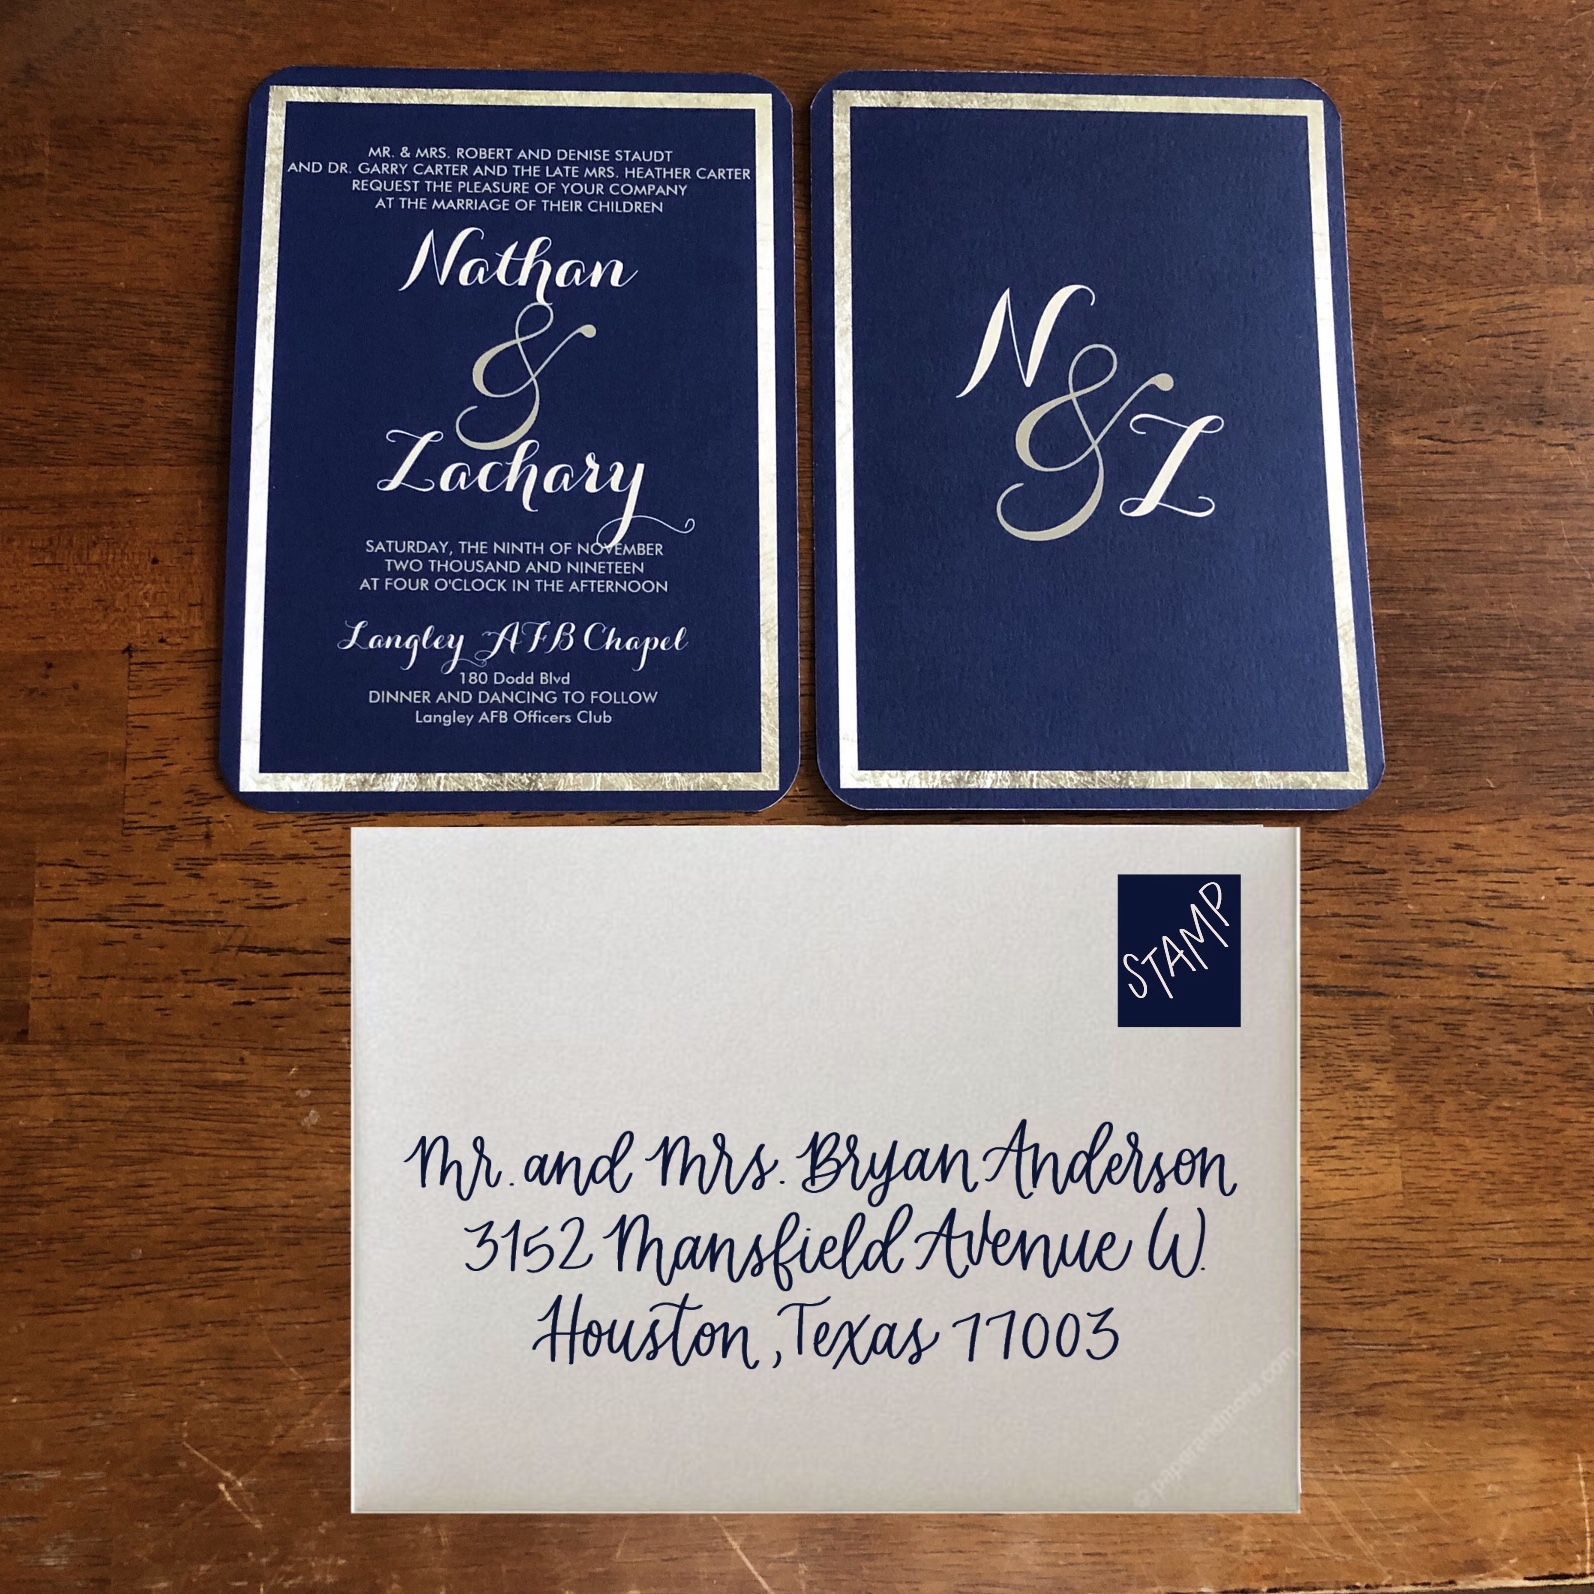 MR. & MRS. ROBERT AND DENISE STAUDT
AND DR. GARRY CARTER AND THE LATE MRS. HEATHER CARTER
REQUEST THE PLEASURE OF YOUR COMPANY
AT THE MARRIAGE OF THEIR CHILDREN
Nathan
&
Zachary
SATURDAY, THE NINTH OF NOVEMBER
TWO THOUSAND AND NINETEEN
AT FOUR O'CLOCK IN THE AFTERNOON
Langley AFB Chapel
180 Dodd Blvd
DINNER AND DANCING TO FOLLOW
Langley AFB Officers Club
N
&
Z
STAMP
Mr. and Mrs. Bryan Anderson
3152 Mansfield Avenue W.
Houston, Texas 77003
© paperandmore.com